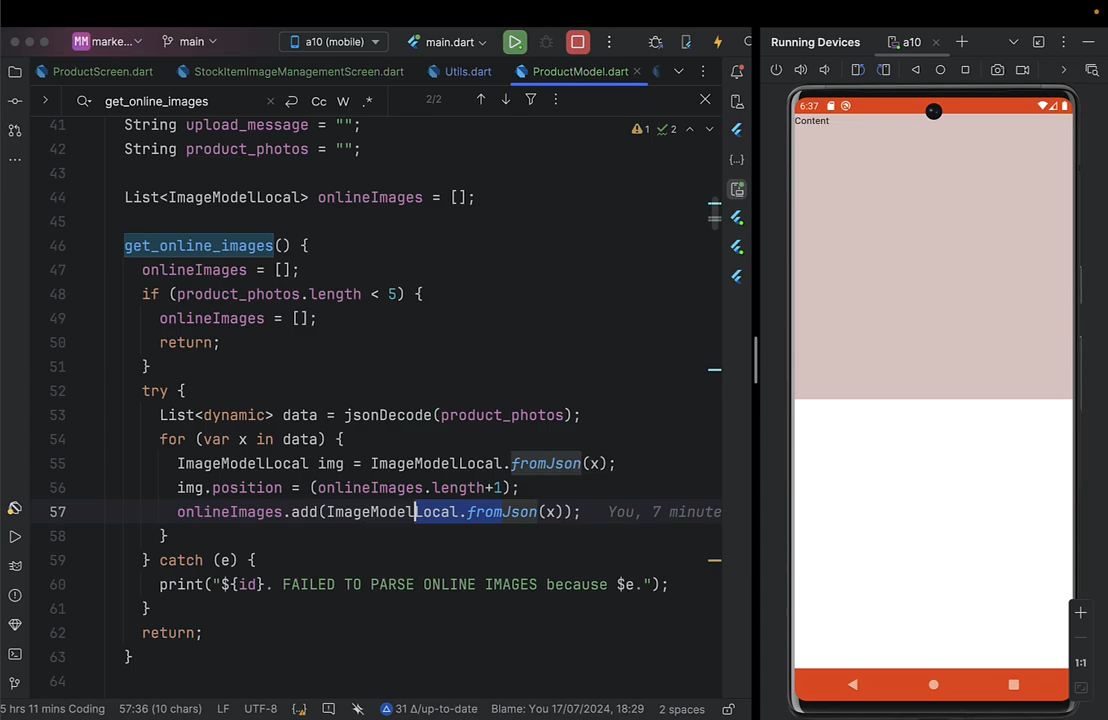 MM marke...
main
a10 (mobile)
main.dart
Running Devices
a10
ProductScreen.dart
StockItemImageManagementScreen.dart
Utils.dart
ProductModel.dart
get_online_images
Cc
W
.*
2/2
1
2
41 String upload_message = "";
42 String product_photos = "";
43
44 List<ImageModelLocal> onlineImages = [];
45
46 get_online_images() {
47 onlineImages = [];
48 if (product_photos.length < 5) {
49 onlineImages = [];
50 return;
51 }
52 try {
53 List<dynamic> data = jsonDecode(product_photos);
54 for (var x in data) {
55 ImageModelLocal img = ImageModelLocal.fromJson(x);
56 img.position = (onlineImages.length+1);
57 onlineImages.add(ImageModelLocal.fromJson(x)); You, 7 minute
58 }
59 } catch (e) {
60 print("${id}. FAILED TO PARSE ONLINE IMAGES because $e.");
61 }
62 return;
63 }
64
6:37
Content
1:1
5 hrs 11 mins Coding
57:36 (10 chars)
LF
UTF-8
31 Δ/up-to-date
Blame: You 17/07/2024, 18:29
2 spaces